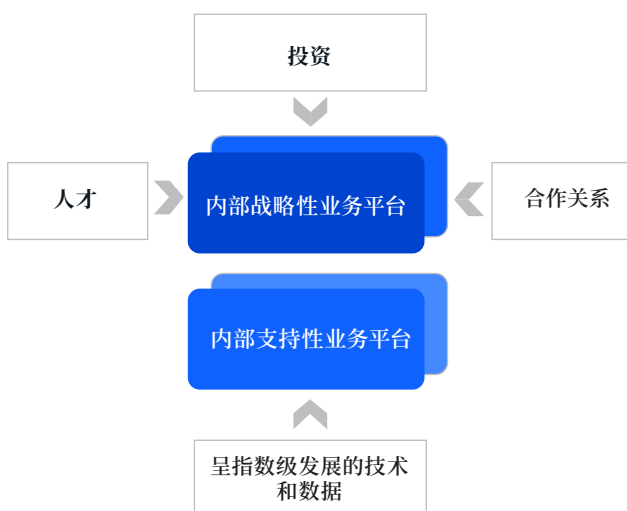 投资
人才
内部战略性业务平台
合作关系
内部支持性业务平台
呈指数级发展的技术
和数据